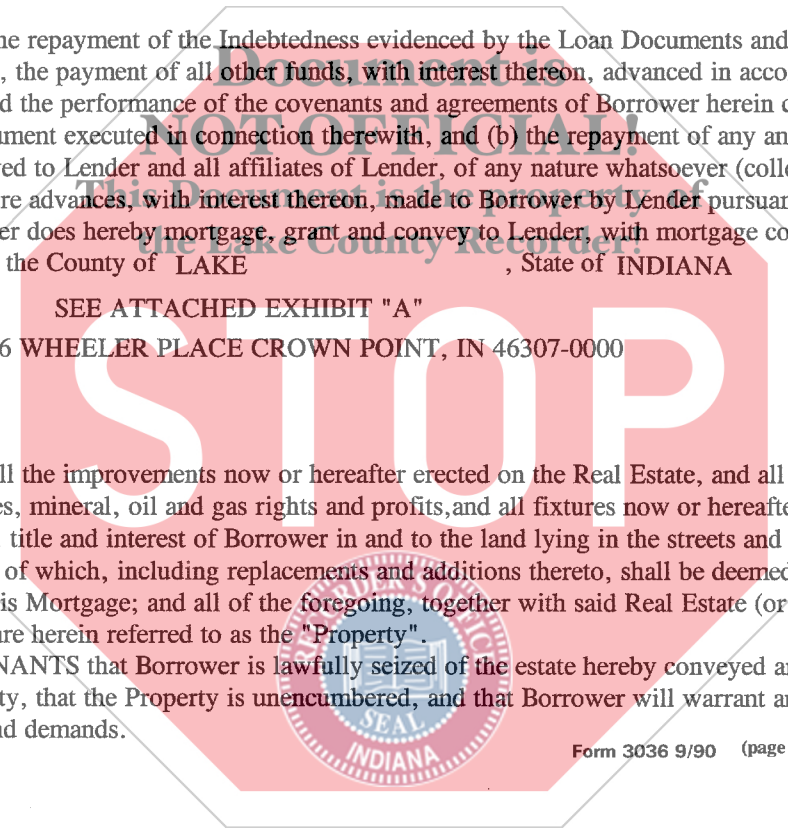 ne repayment of the Indebtedness evidenced by the Loan Documents and
, the payment of all other funds, with interest thereon, advanced in acco
Document is
d the performance of the covenants and agreements of Borrower herein c
NOT OFFICIAL!
ument executed in connection therewith, and (b) the repayment of any an
ved to Lender and all affiliates of Lender, of any nature whatsoever (colle
This Document is the property of
re advances, with interest thereon, made to Borrower by Lender pursuar
the Lake County Recorder!
er does hereby mortgage, grant and convey to Lender, with mortgage co
the County of LAKE , State of INDIANA
SEE ATTACHED EXHIBIT "A"
6 WHEELER PLACE CROWN POINT, IN 46307-0000
STOP
ll the improvements now or hereafter erected on the Real Estate, and all
es, mineral, oil and gas rights and profits,and all fixtures now or hereafte
title and interest of Borrower in and to the land lying in the streets and
of which, including replacements and additions thereto, shall be deemed
is Mortgage; and all of the foregoing, together with said Real Estate (or
are herein referred to as the "Property".
NANTS that Borrower is lawfully seized of the estate hereby conveyed a
ty, that the Property is unencumbered, and that Borrower will warrant a
nd demands.
RECORDER'S OFFICE
SEAL
INDIANA
Form 3036 9/90 (page